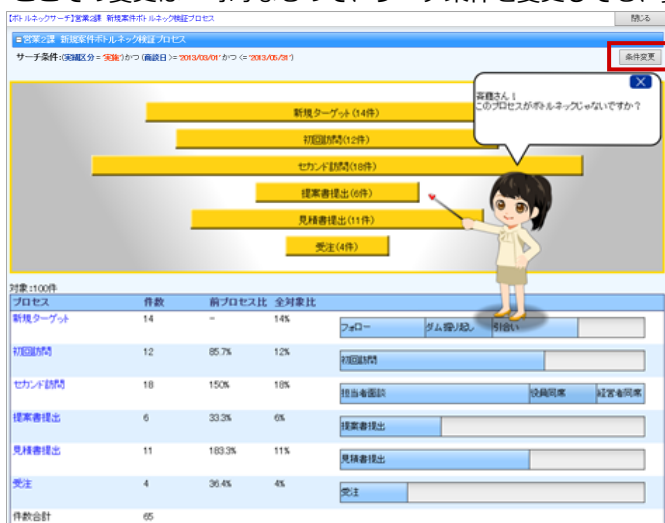 【ボトルネックサーチ】営業2課 新規案件ボトルネック検証プロセス
閉じる
営業2課 新規案件ボトルネック検証プロセス
サーチ条件:(実績区分 = '実施')かつ (商談日 >= '2013/03/01' かつ <= '2013/05/31')
条件変更
新規ターゲット(14件)
斎藤さん！
このプロセスがボトルネックじゃないですか？
初回訪問(12件)
セカンド訪問(18件)
提案書提出(6件)
見積書提出(11件)
受注(4件)
対象:100件
プロセス 件数 前プロセス比 全対象比
新規ターゲット 14 - 14% フォロー ダム掘り起し 引合い
初回訪問 12 85.7% 12% 初回訪問
セカンド訪問 18 150% 18% 担当者面談 役員同席 経営者同席
提案書提出 6 33.3% 6% 提案書提出
見積書提出 11 183.3% 11% 見積書提出
受注 4 36.4% 4% 受注
件数合計 65